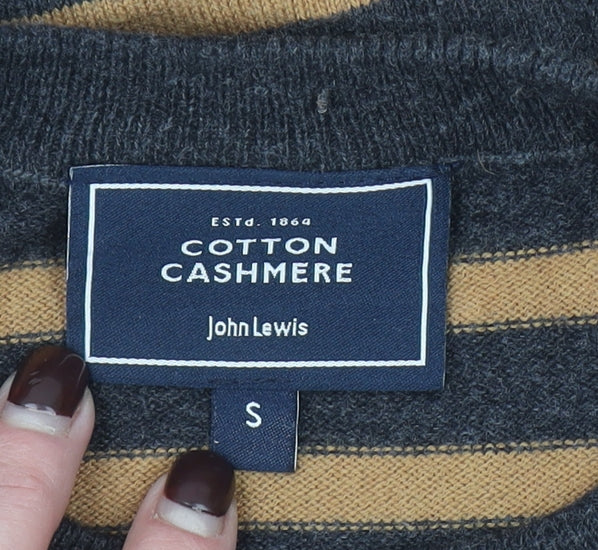 ESTd. 1864
COTTON
CASHMERE
John Lewis
S